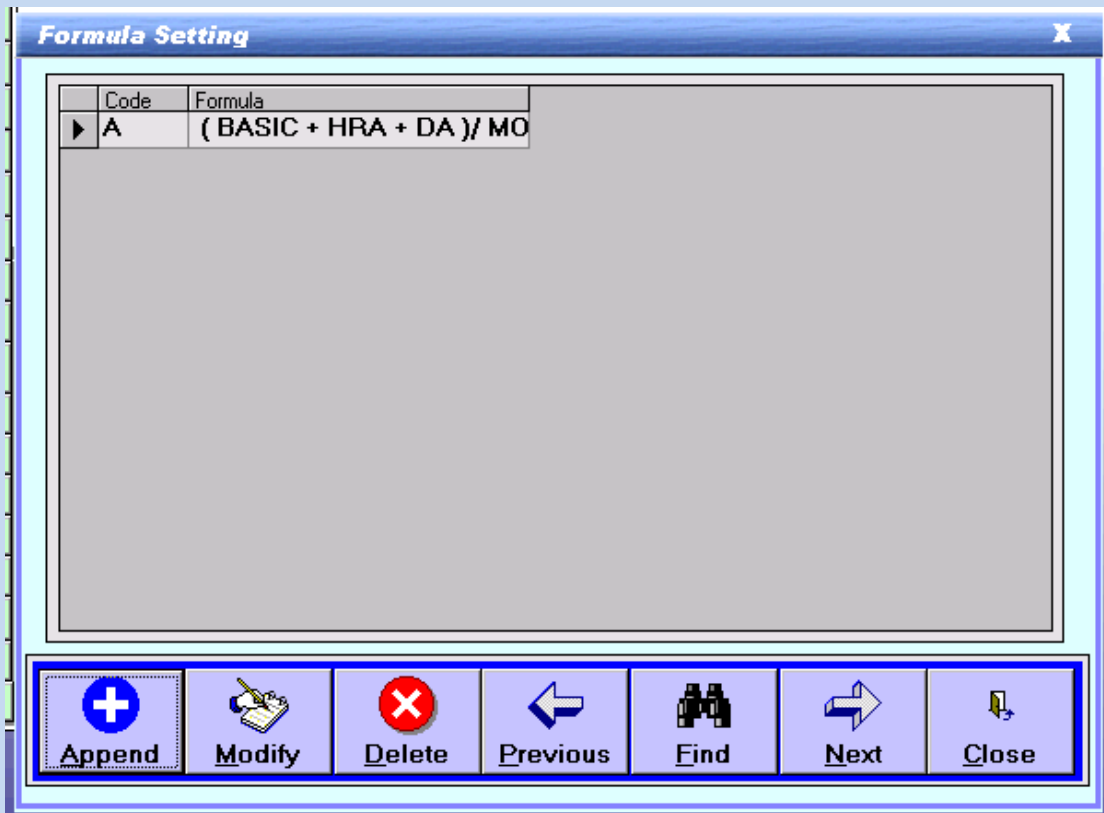 Formula Setting X
Code Formula
A ( BASIC + HRA + DA )/ MO
Append Modify Delete Previous Find Next Close